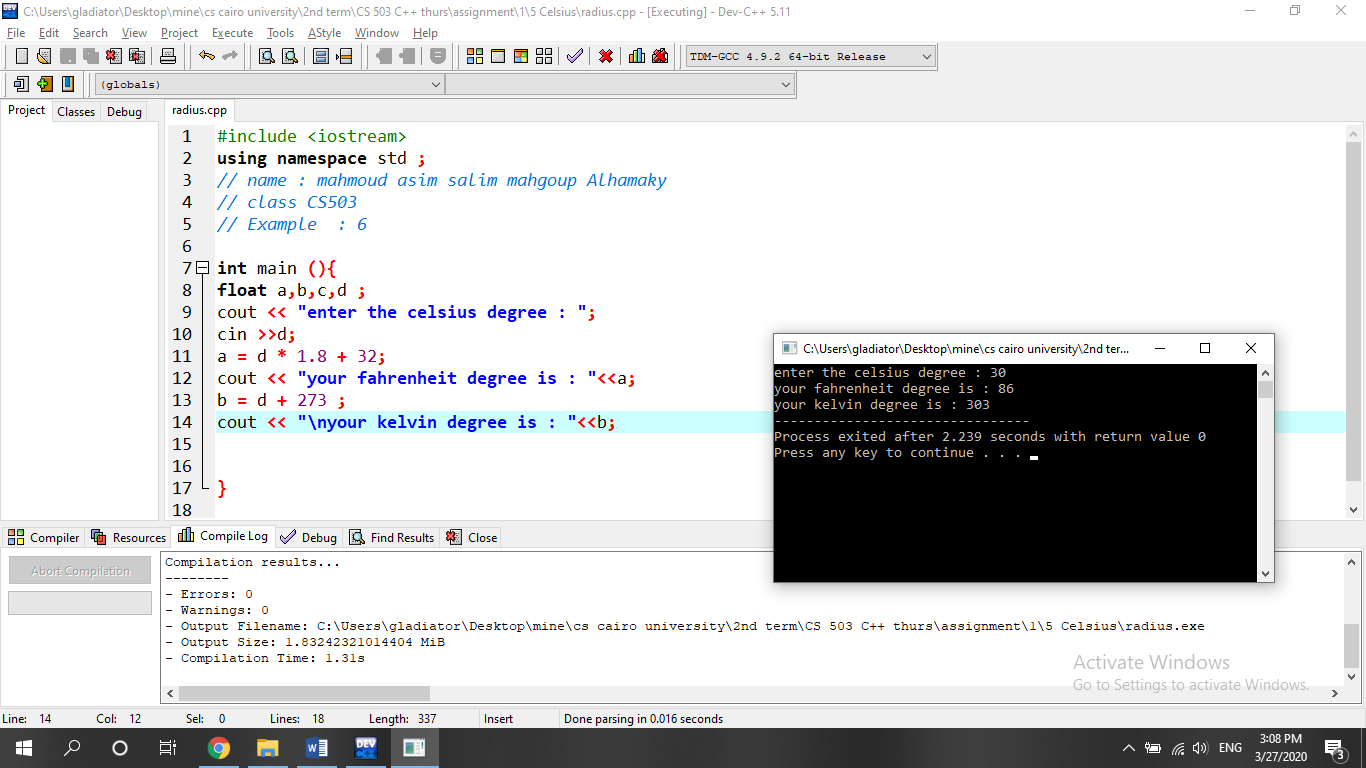 C:\Users\gladiator\Desktop\mine\cs cairo university\2nd term\CS 503 C++ thurs\assignment\1\5 Celsius\radius.cpp - [Executing] - Dev-C++ 5.11
File Edit Search View Project Execute Tools AStyle Window Help
TDM-GCC 4.9.2 64-bit Release
(globals)
Project Classes Debug
radius.cpp
1 #include <iostream>
2 using namespace std ;
3 // name : mahmoud asim salim mahgoup Alhamaky
4 // class CS503
5 // Example  : 6
6
7 int main (){
8 float a,b,c,d ;
9 cout << "enter the celsius degree : ";
10 cin >>d;
11 a = d * 1.8 + 32;
12 cout << "your fahrenheit degree is : "<<a;
13 b = d + 273 ;
14 cout << "\nyour kelvin degree is : "<<b;
15
16
17 }
18
C:\Users\gladiator\Desktop\mine\cs cairo university\2nd ter...
enter the celsius degree : 30
your fahrenheit degree is : 86
your kelvin degree is : 303
--------------------------------
Process exited after 2.239 seconds with return value 0
Press any key to continue . . .
Compiler Resources Compile Log Debug Find Results Close
Abort Compilation
Compilation results...
--------
- Errors: 0
- Warnings: 0
- Output Filename: C:\Users\gladiator\Desktop\mine\cs cairo university\2nd term\CS 503 C++ thurs\assignment\1\5 Celsius\radius.exe
- Output Size: 1.83242321014404 MiB
- Compilation Time: 1.31s
Activate Windows
Go to Settings to activate Windows.
Line: 14 Col: 12 Sel: 0 Lines: 18 Length: 337 Insert Done parsing in 0.016 seconds
DEV
ENG
3:08 PM
3/27/2020
3